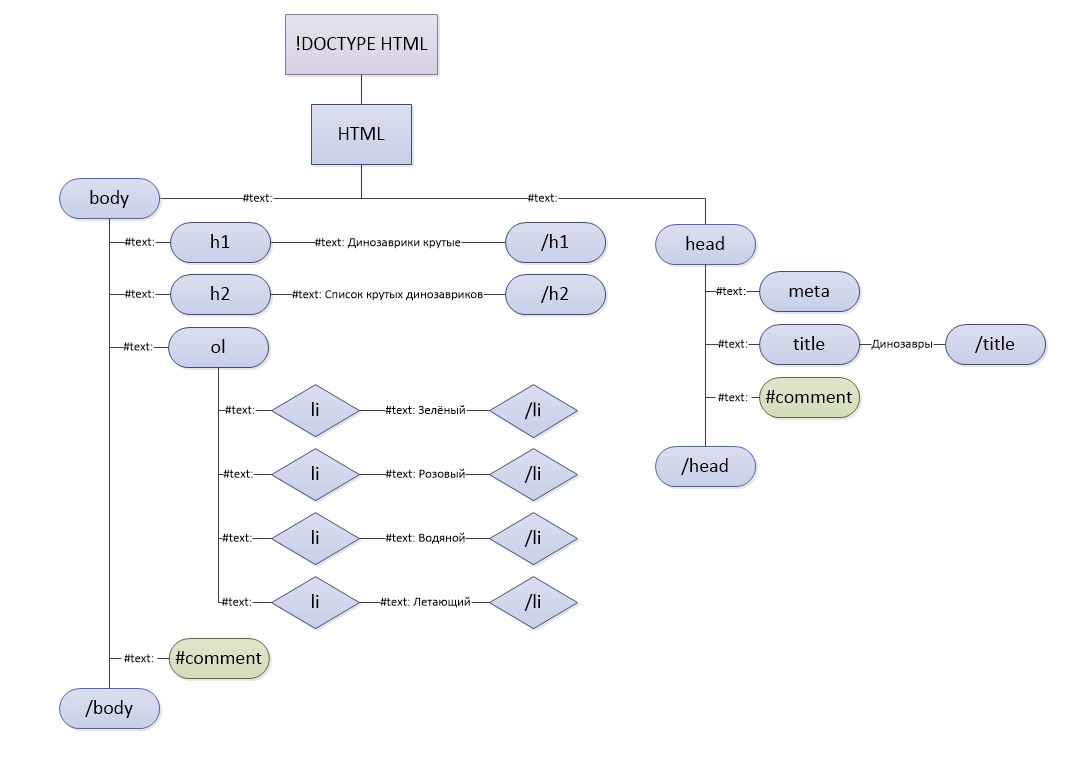 !DOCTYPE HTML
HTML
body
#text:
#text:
#text:
h1
#text: Динозаврики крутые
/h1
head
#text:
h2
#text: Список крутых динозавриков
/h2
#text:
meta
#text:
ol
#text:
title
Динозавры
/title
#text:
#comment
#text:
li
#text: Зелёный
/li
/head
#text:
li
#text: Розовый
/li
#text:
li
#text: Водяной
/li
#text:
li
#text: Летающий
/li
#text:
#comment
/body